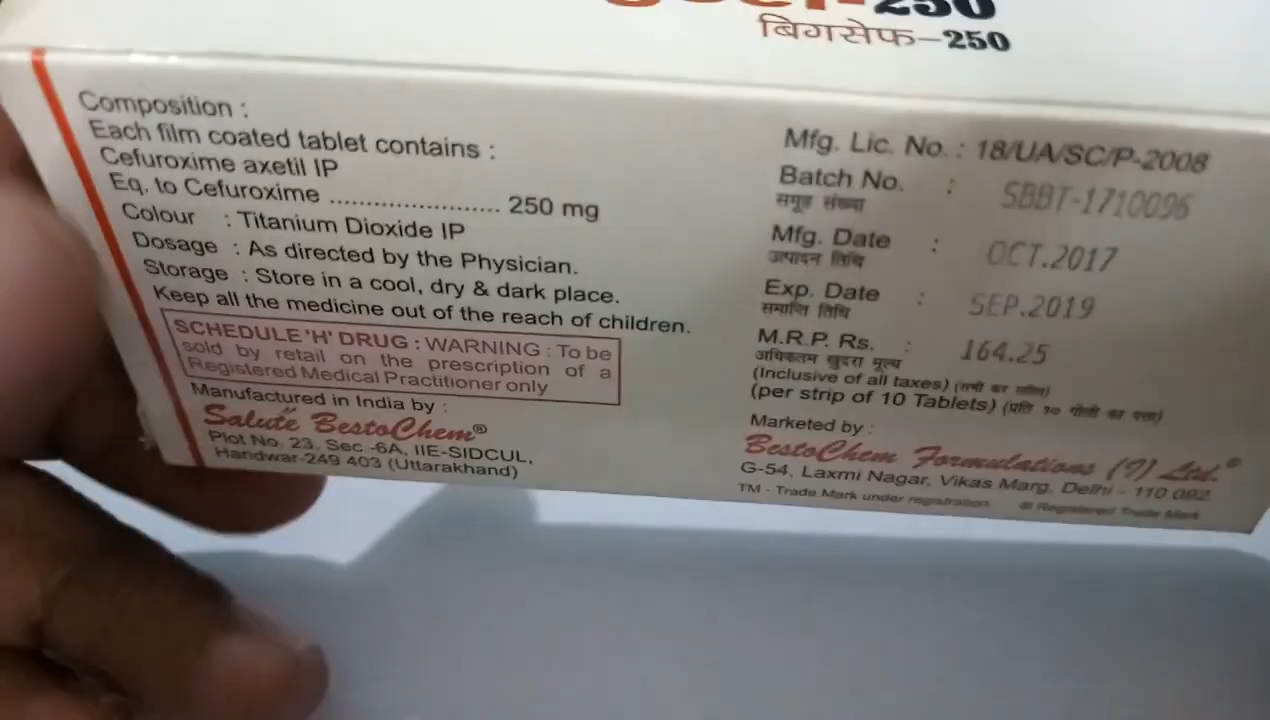 250
बिगसेफ-250
Composition :
Each film coated tablet contains :
Cefuroxime axetil IP
Eq. to Cefuroxime ........................ 250 mg
Colour : Titanium Dioxide IP
Dosage : As directed by the Physician.
Storage : Store in a cool, dry & dark place.
Keep all the medicine out of the reach of children.
SCHEDULE 'H' DRUG : WARNING : To be
sold by retail on the prescription of a
Registered Medical Practitioner only
Manufactured in India by :
Salute BestoChem®
Plot No. 23, Sec.-6A, IIE-SIDCUL,
Haridwar-249 403 (Uttarakhand)
Mfg. Lic. No. : 18/UA/SC/P-2008
Batch No. : SBBT-1710096
समूह संख्या
Mfg. Date : OCT.2017
उत्पादन तिथि
Exp. Date : SEP.2019
समाप्ति तिथि
M.R.P. Rs. : 164.25
अधिकतम खुदरा मूल्य
(Inclusive of all taxes) (सभी कर सहित)
(per strip of 10 Tablets) (प्रति १० गोली का पत्ता)
Marketed by :
BestoChem Formulations (I) Ltd.®
G-54, Laxmi Nagar, Vikas Marg, Delhi - 110 092
TM - Trade Mark under registration ® Registered Trade Mark